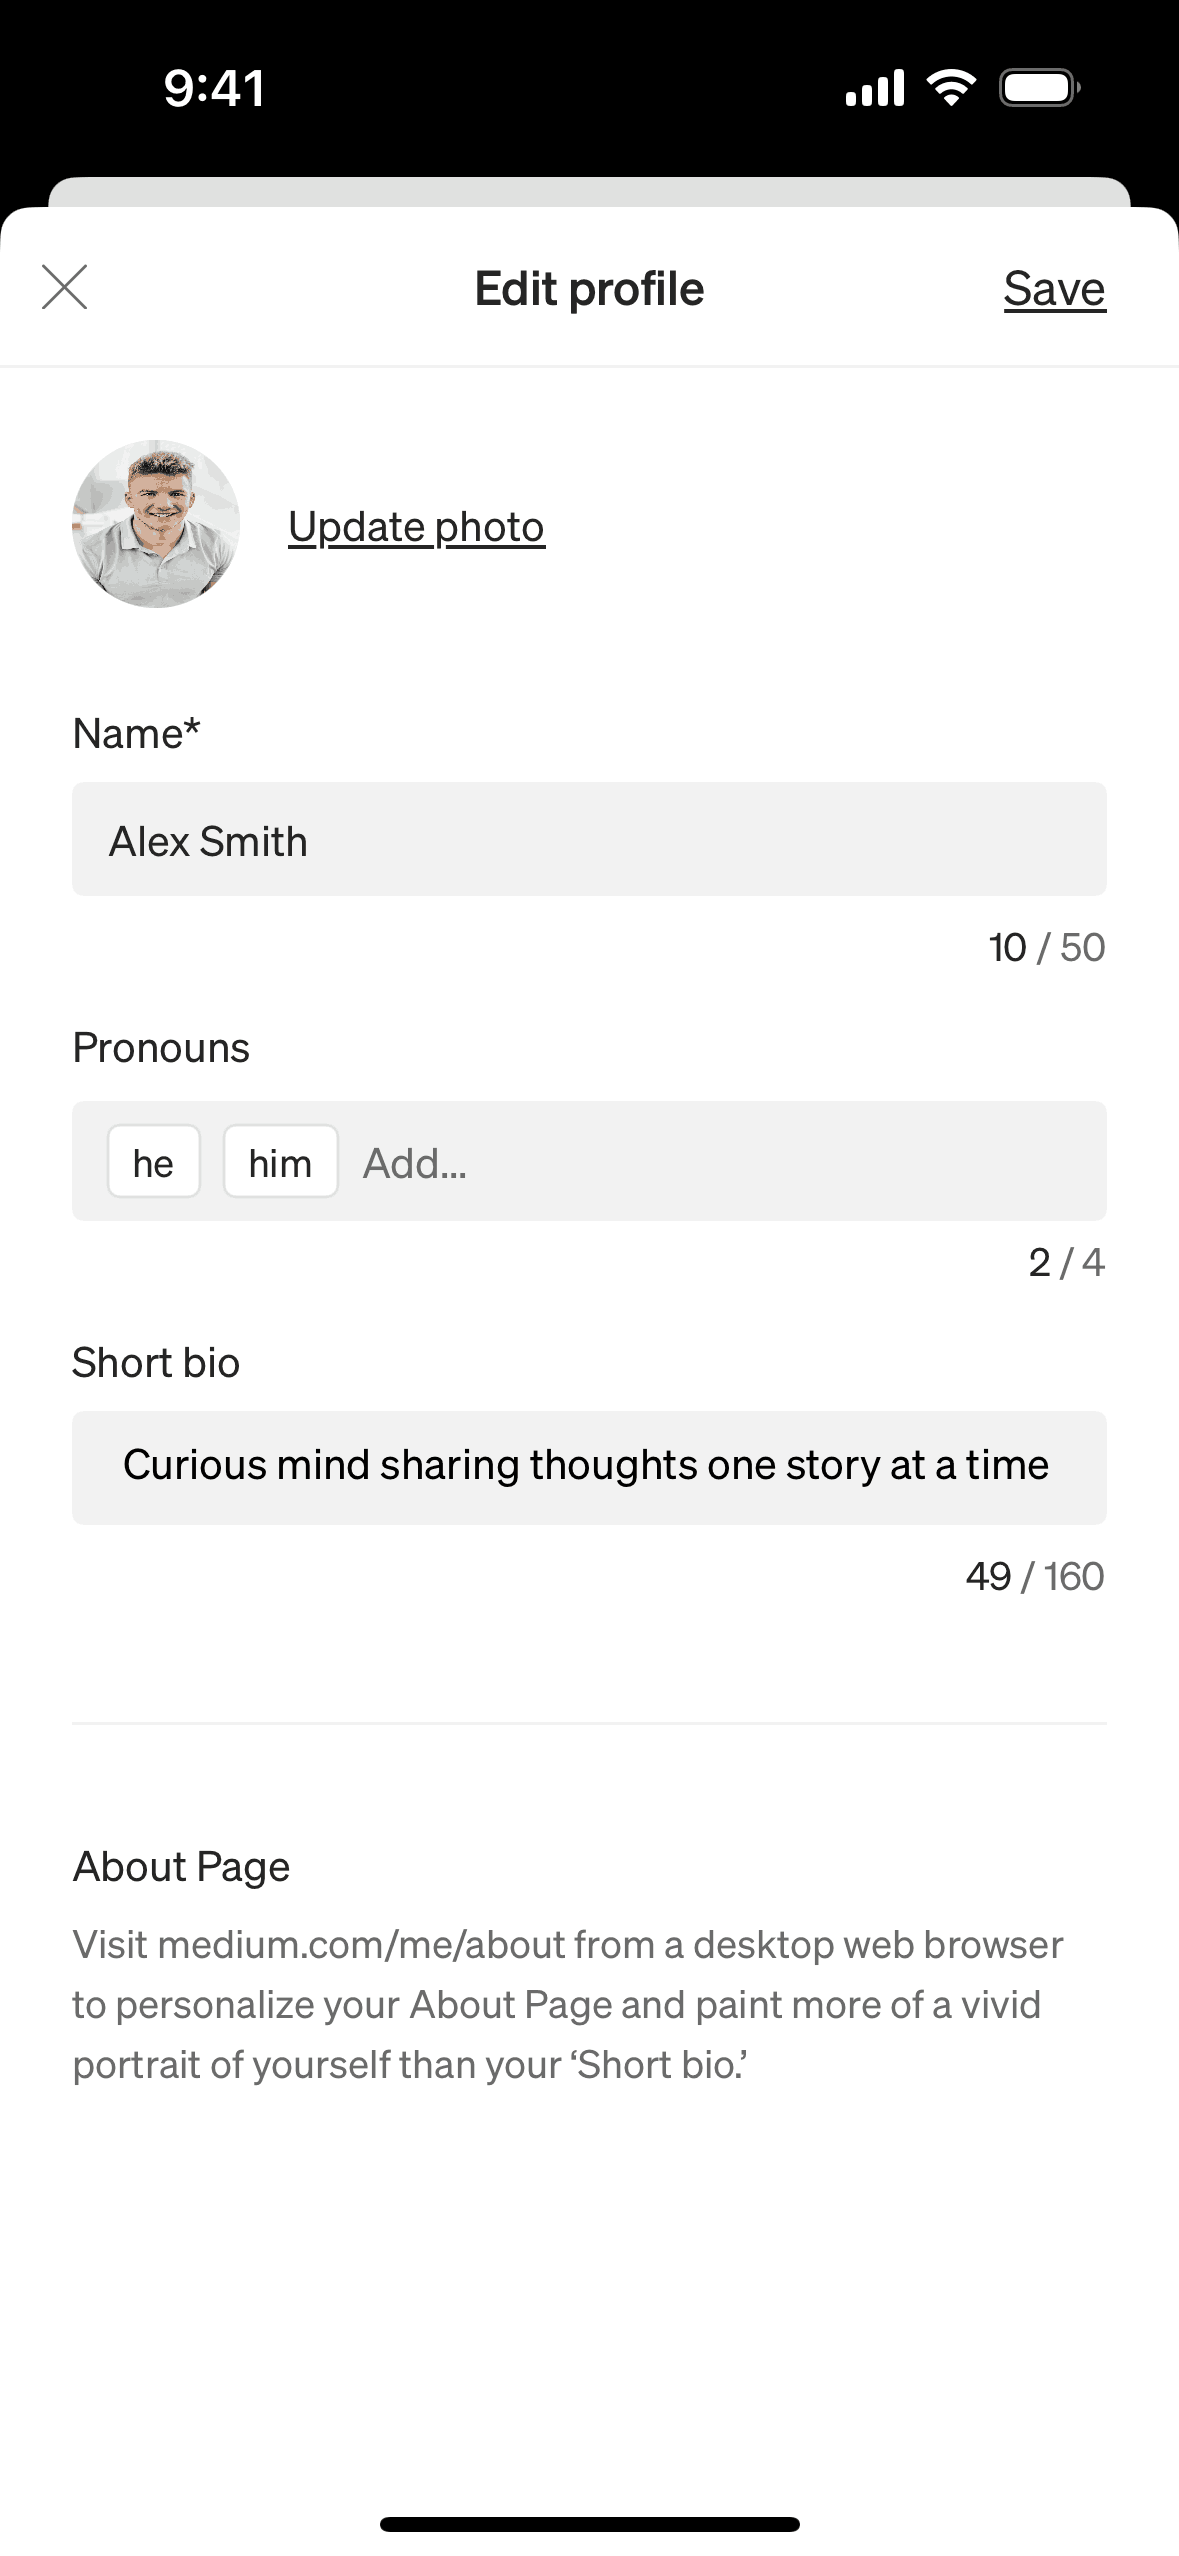 9:41
Edit profile
Save
Update photo
Name*
Alex Smith
10 / 50
Pronouns
he him Add...
2 / 4
Short bio
Curious mind sharing thoughts one story at a time
49 / 160
About Page
Visit medium.com/me/about from a desktop web browser
to personalize your About Page and paint more of a vivid
portrait of yourself than your ‘Short bio.’